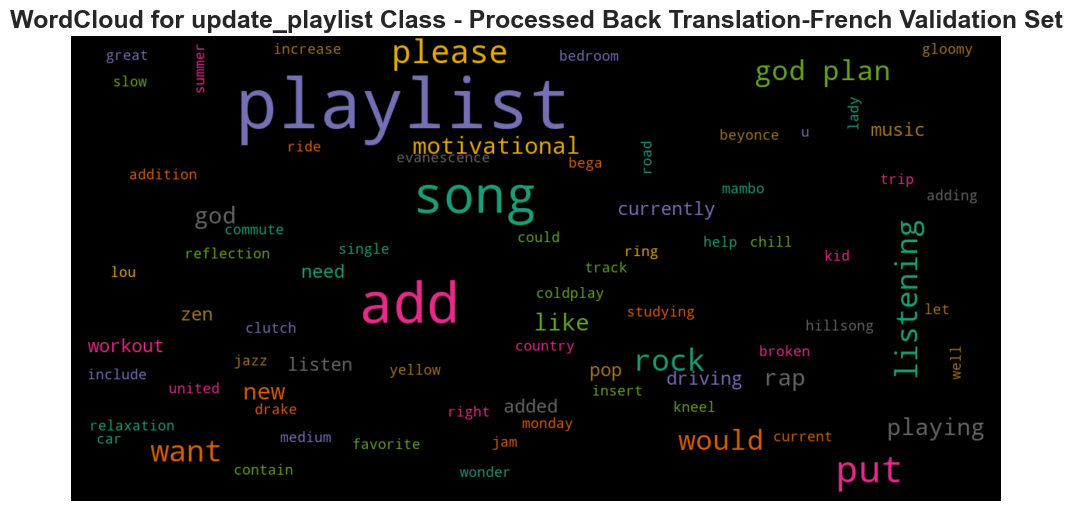 WordCloud for update_playlist Class - Processed Back Translation-French Validation Set
great
summer
increase
please
bedroom
gloomy
slow
playlist
god plan
lady
ride
motivational
evanescence
bega
road
beyonce
u
music
addition
song
mambo
trip
adding
god
commute
currently
reflection
single
could
ring
help
chill
kid
listening
lou
need
track
add
coldplay
zen
clutch
like
studying
hillsong
let
workout
jazz
listen
yellow
country
pop
rock
broken
well
include
united
new
driving
rap
insert
drake
right
added
kneel
monday
relaxation
car
want
medium
favorite
jam
would
current
playing
contain
wonder
put